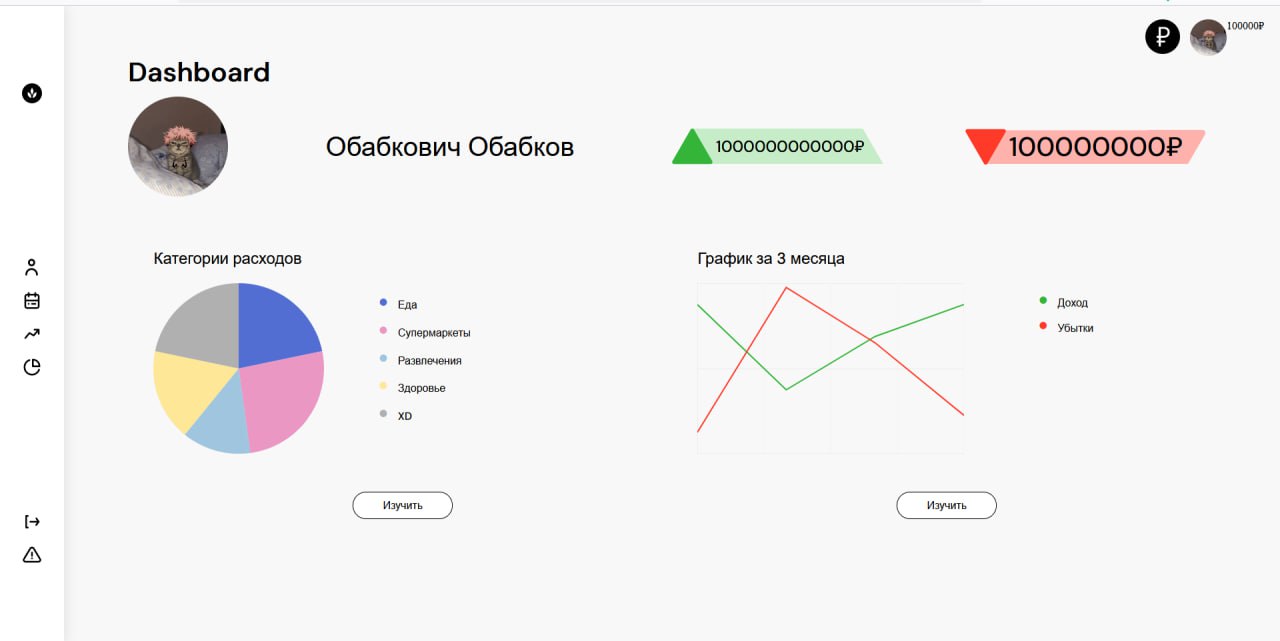 100000₽
Dashboard
Обабкович Обабков
1000000000000₽
100000000₽
Категории расходов
График за 3 месяца
Еда
Супермаркеты
Развлечения
Здоровье
XD
Доход
Убытки
Изучить
Изучить